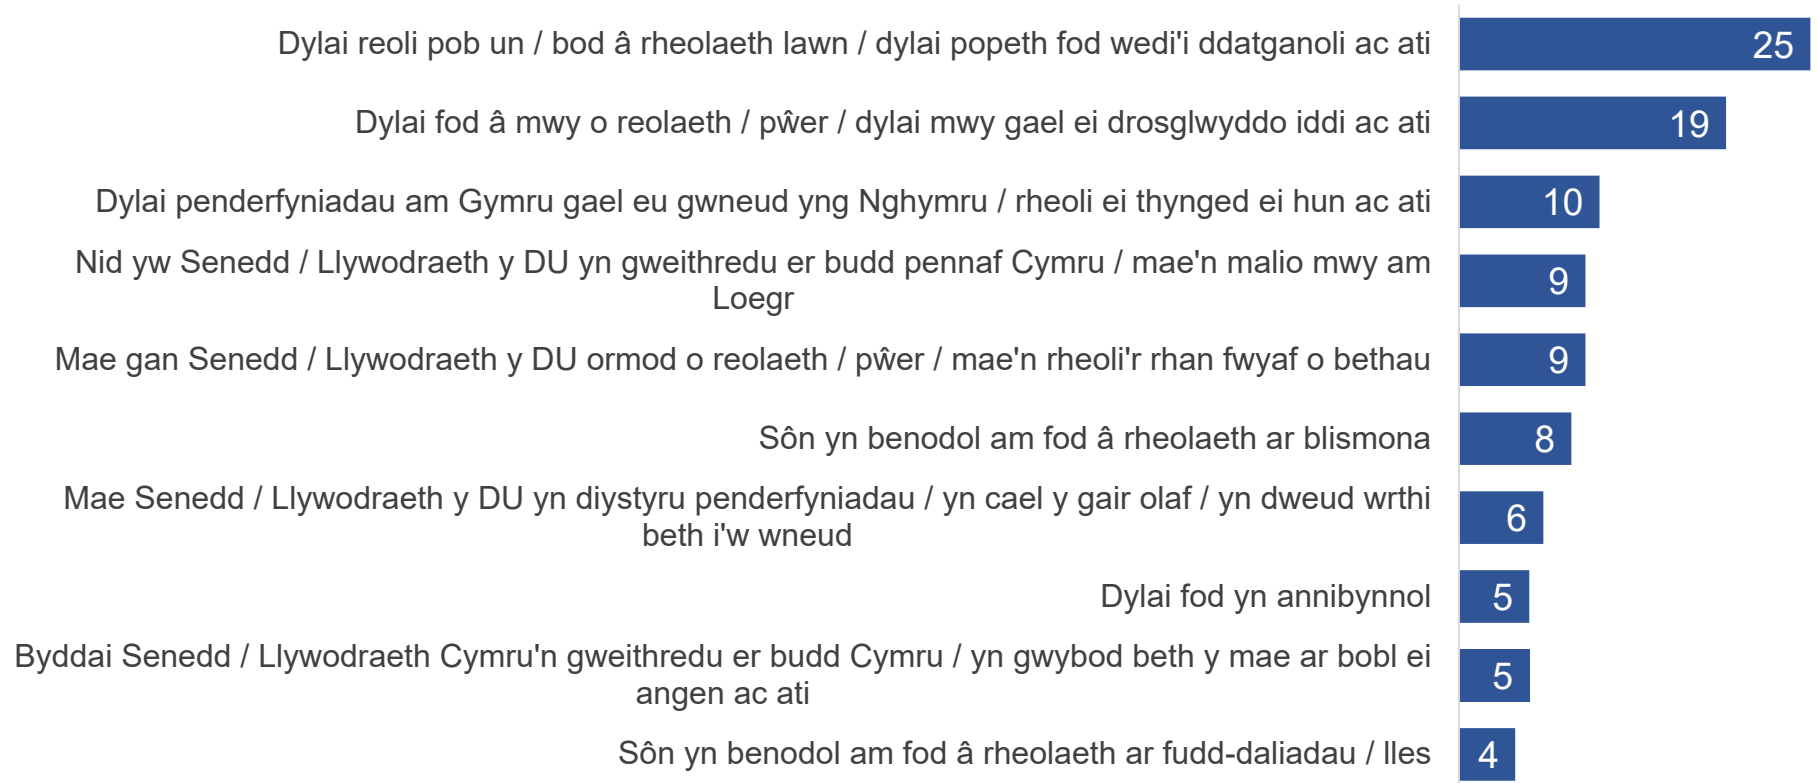 Dylai reoli pob un / bod â rheolaeth lawn / dylai popeth fod wedi'i ddatganoli ac ati 25
Dylai fod â mwy o reolaeth / pŵer / dylai mwy gael ei drosglwyddo iddi ac ati 19
Dylai penderfyniadau am Gymru gael eu gwneud yng Nghymru / rheoli ei thynged ei hun ac ati 10
Nid yw Senedd / Llywodraeth y DU yn gweithredu er budd pennaf Cymru / mae'n malio mwy am
Loegr 9
Mae gan Senedd / Llywodraeth y DU ormod o reolaeth / pŵer / mae'n rheoli'r rhan fwyaf o bethau 9
Sôn yn benodol am fod â rheolaeth ar blismona 8
Mae Senedd / Llywodraeth y DU yn diystyru penderfyniadau / yn cael y gair olaf / yn dweud wrthi
beth i'w wneud 6
Dylai fod yn annibynnol 5
Byddai Senedd / Llywodraeth Cymru'n gweithredu er budd Cymru / yn gwybod beth y mae ar bobl ei
angen ac ati 5
Sôn yn benodol am fod â rheolaeth ar fudd-daliadau / lles 4